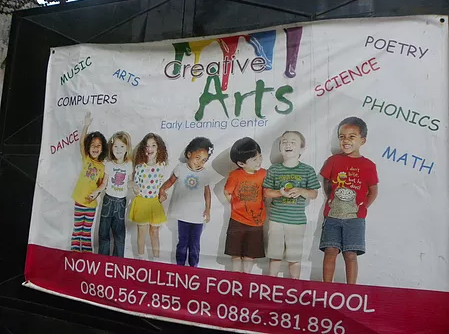 MUSIC
ARTS
COMPUTERS
DANCE
Creative
Arts
Early Learning Center
POETRY
SCIENCE
PHONICS
MATH
NOW ENROLLING FOR PRESCHOOL
0880.567.855 OR 0886.381.896